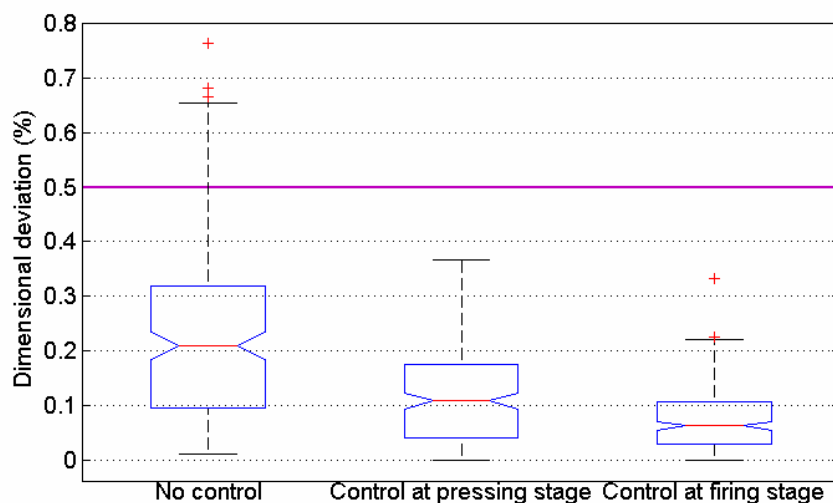 0.8
0.7
0.6
0.5
0.4
0.3
0.2
0.1
0
Dimensional deviation (%)
No control
Control at pressing stage
Control at firing stage